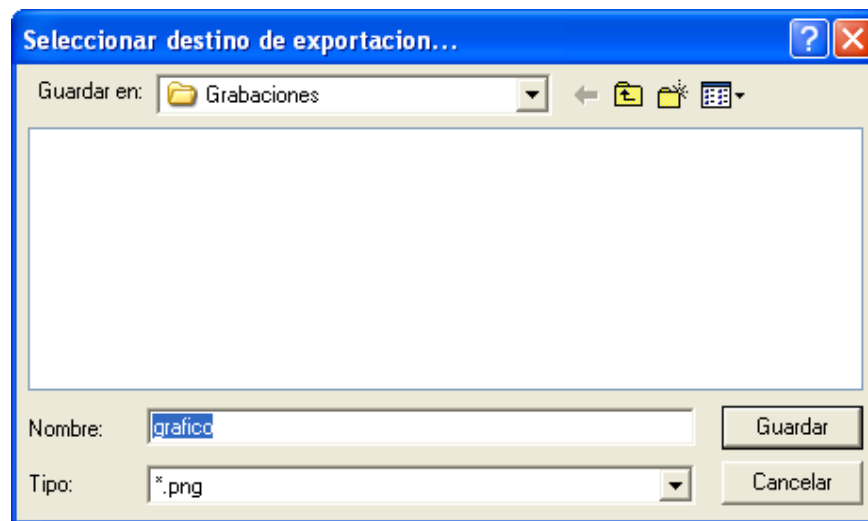 Seleccionar destino de exportacion...
Guardar en: Grabaciones
Nombre: grafico Guardar
Tipo: *.png Cancelar